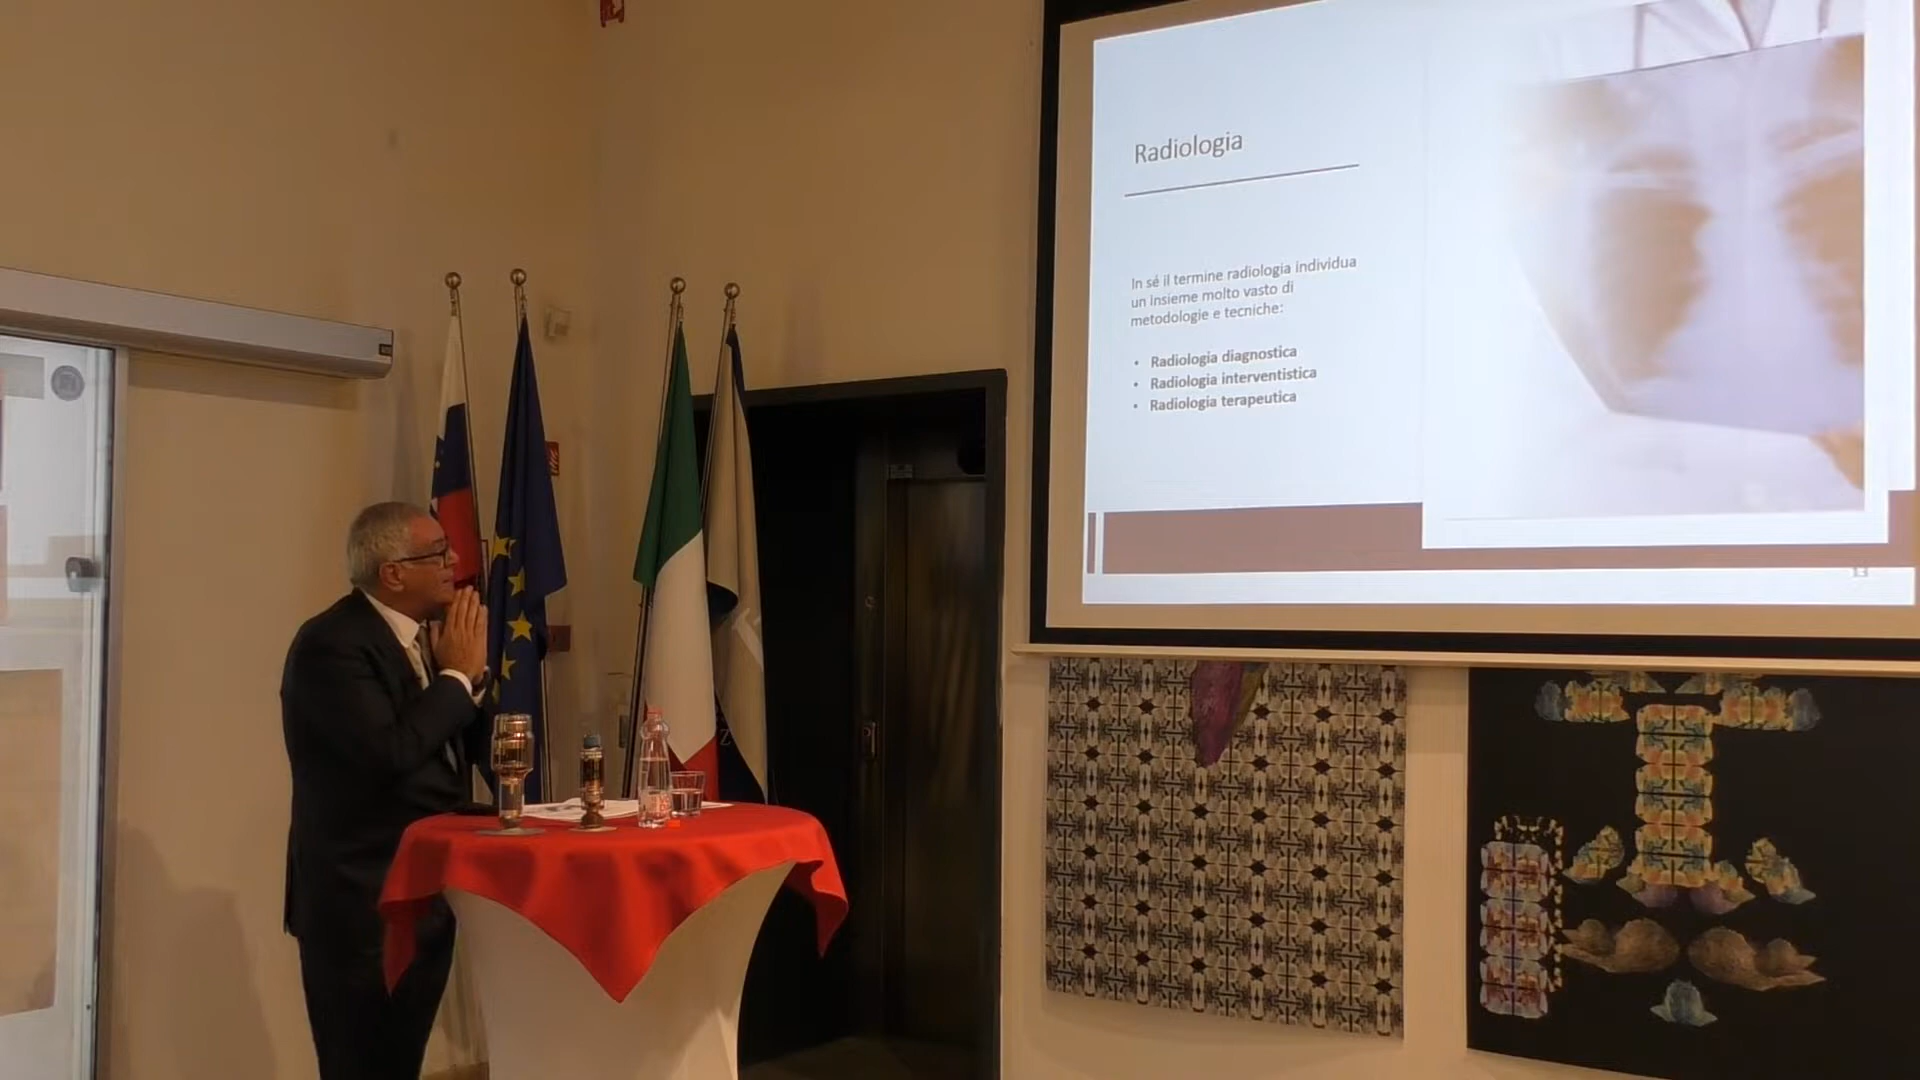 Radiologia
In sé il termine radiologia individua
un insieme molto vasto di
metodologie e tecniche:
• Radiologia diagnostica
• Radiologia interventistica
• Radiologia terapeutica
13